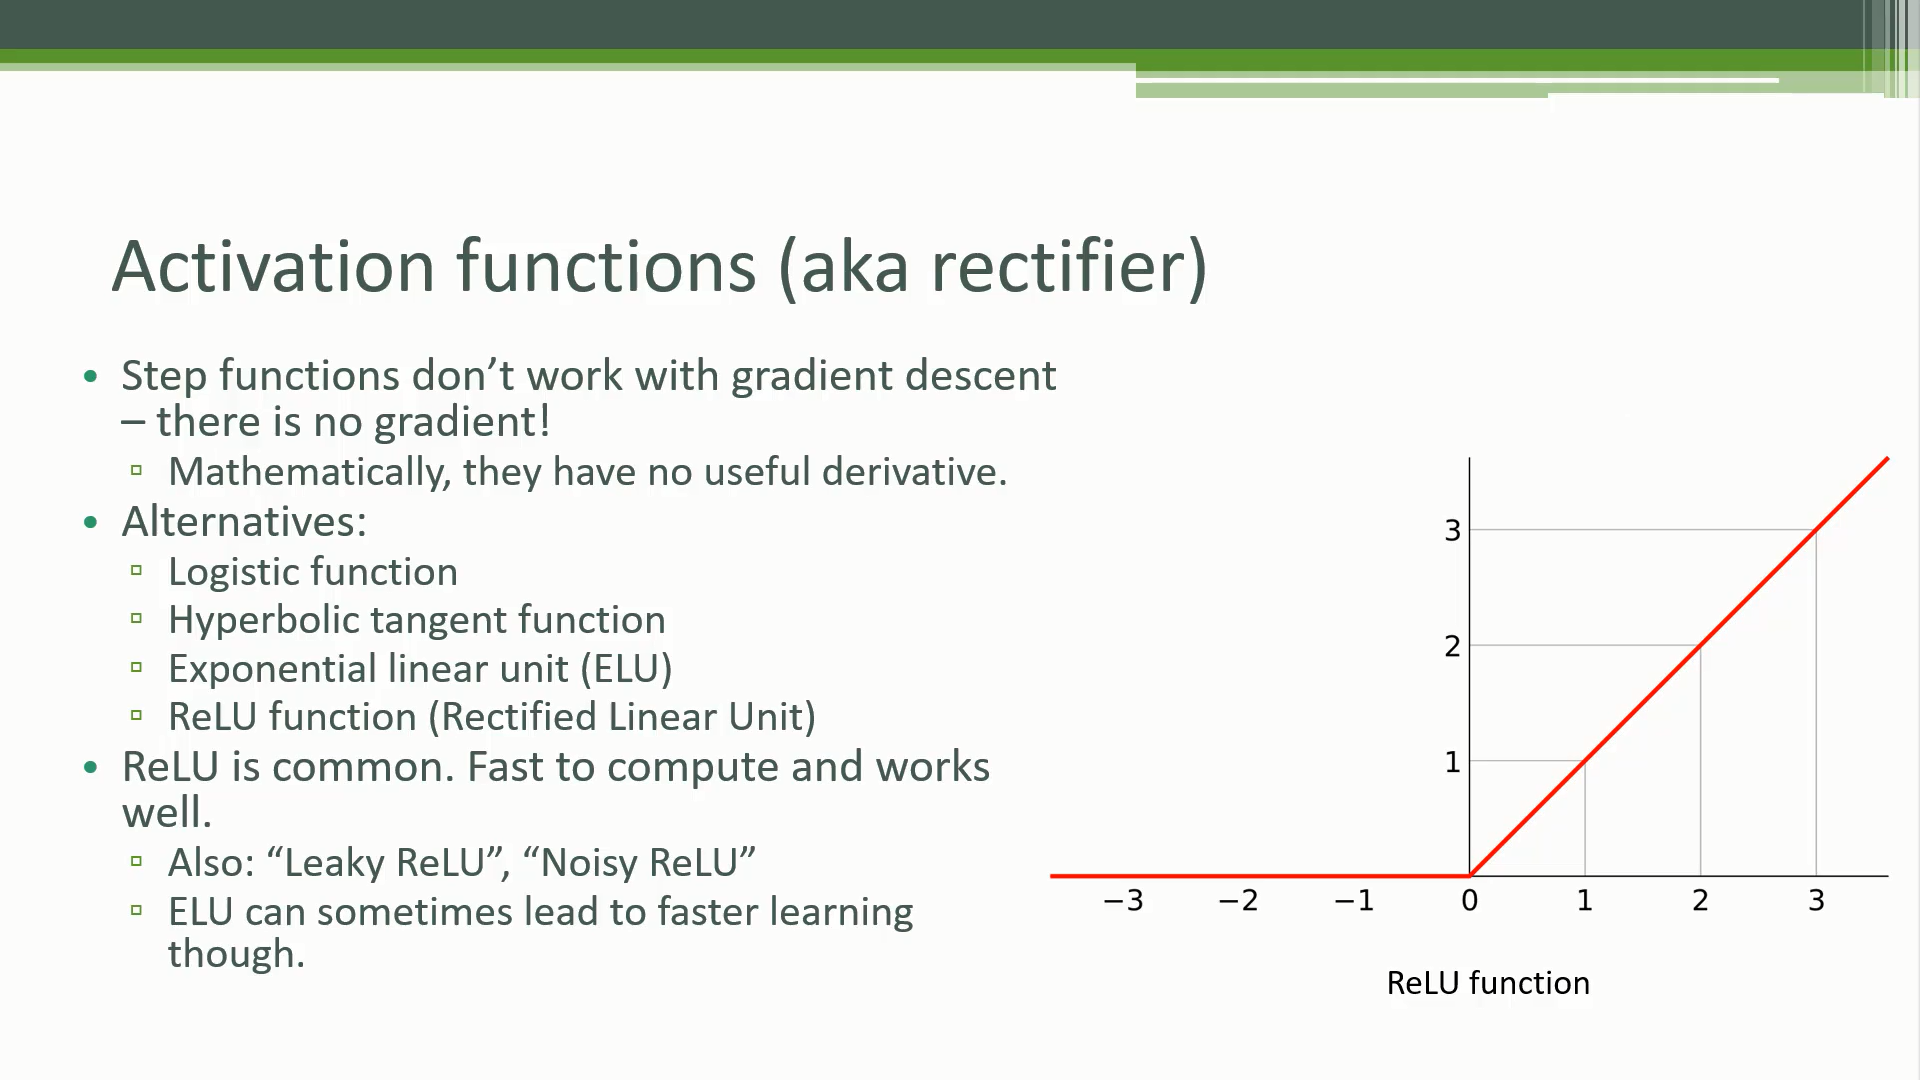 Activation functions (aka rectifier)
• Step functions don’t work with gradient descent
– there is no gradient!
▫ Mathematically, they have no useful derivative.
• Alternatives:
▫ Logistic function
▫ Hyperbolic tangent function
▫ Exponential linear unit (ELU)
▫ ReLU function (Rectified Linear Unit)
• ReLU is common. Fast to compute and works
well.
▫ Also: “Leaky ReLU”, “Noisy ReLU”
▫ ELU can sometimes lead to faster learning
though.
3
2
1
−3 −2 −1 0 1 2 3
ReLU function